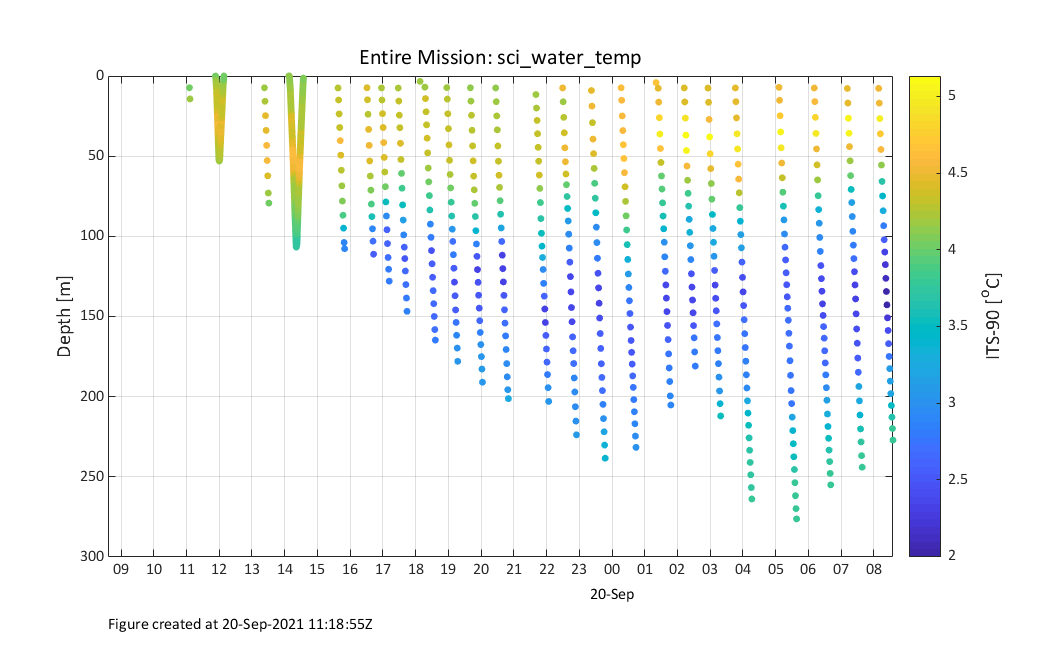 Entire Mission: sci_water_temp
0
50
100
150
200
250
300
Depth [m]
09 10 11 12 13 14 15 16 17 18 19 20 21 22 23 00 01 02 03 04 05 06 07 08
20-Sep
5
4.5
4
3.5
3
2.5
2
ITS-90 [°C]
Figure created at 20-Sep-2021 11:18:55Z